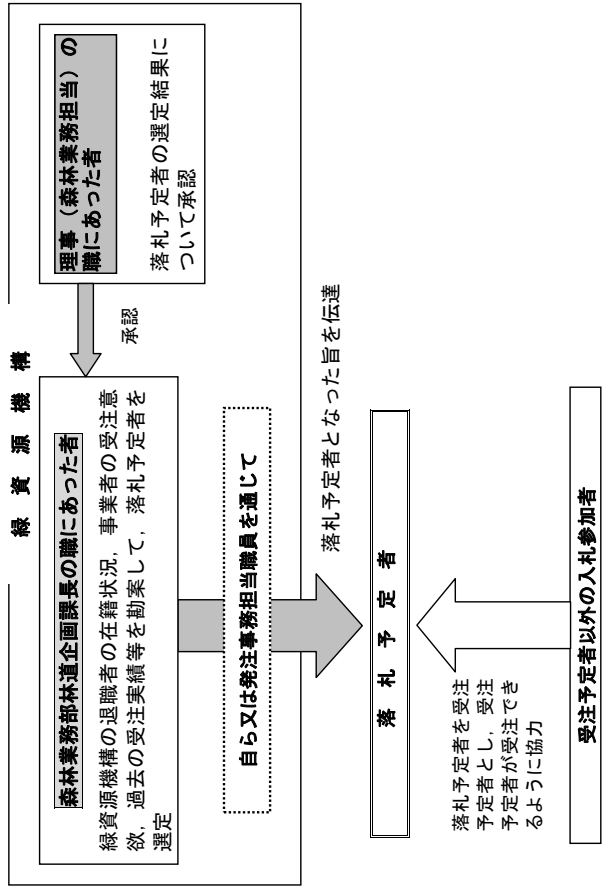 緑資源機構
森林業務部林道企画課長の職にあった者
緑資源機構の退職者の在籍状況，事業者の受注意
欲，過去の受注実績等を勘案して，落札予定者を
選定
承認
理事（森林業務担当）の
職にあった者
落札予定者の選定結果に
ついて承認
自ら又は発注事務担当職員を通じて
落札予定者となった旨を伝達
落札予定者
落札予定者を受注
予定者とし，受注
予定者が受注でき
るように協力
受注予定者以外の入札参加者